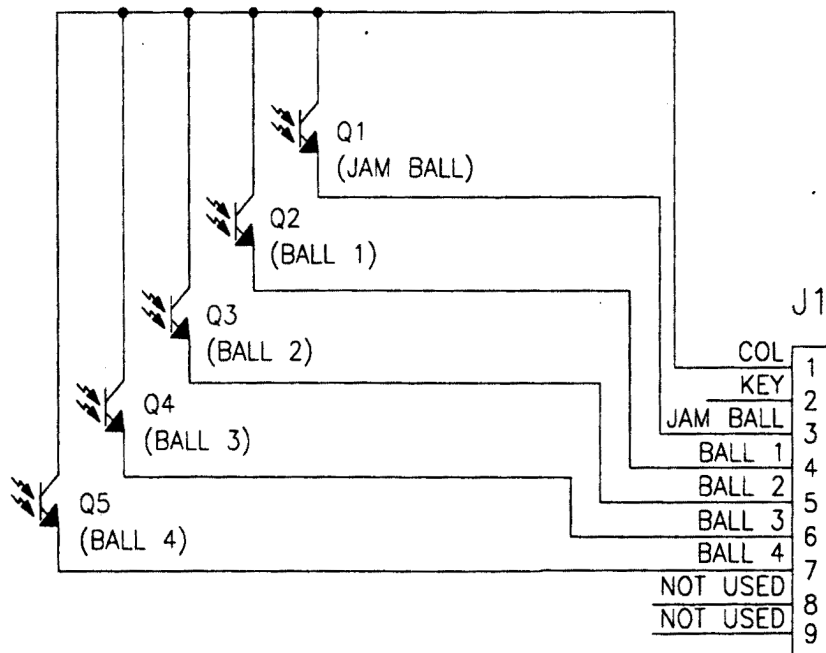 Q1
(JAM BALL)
Q2
(BALL 1)
Q3
(BALL 2)
Q4
(BALL 3)
Q5
(BALL 4)
J1
COL 1
KEY 2
JAM BALL 3
BALL 1 4
BALL 2 5
BALL 3 6
BALL 4 7
NOT USED 8
NOT USED 9